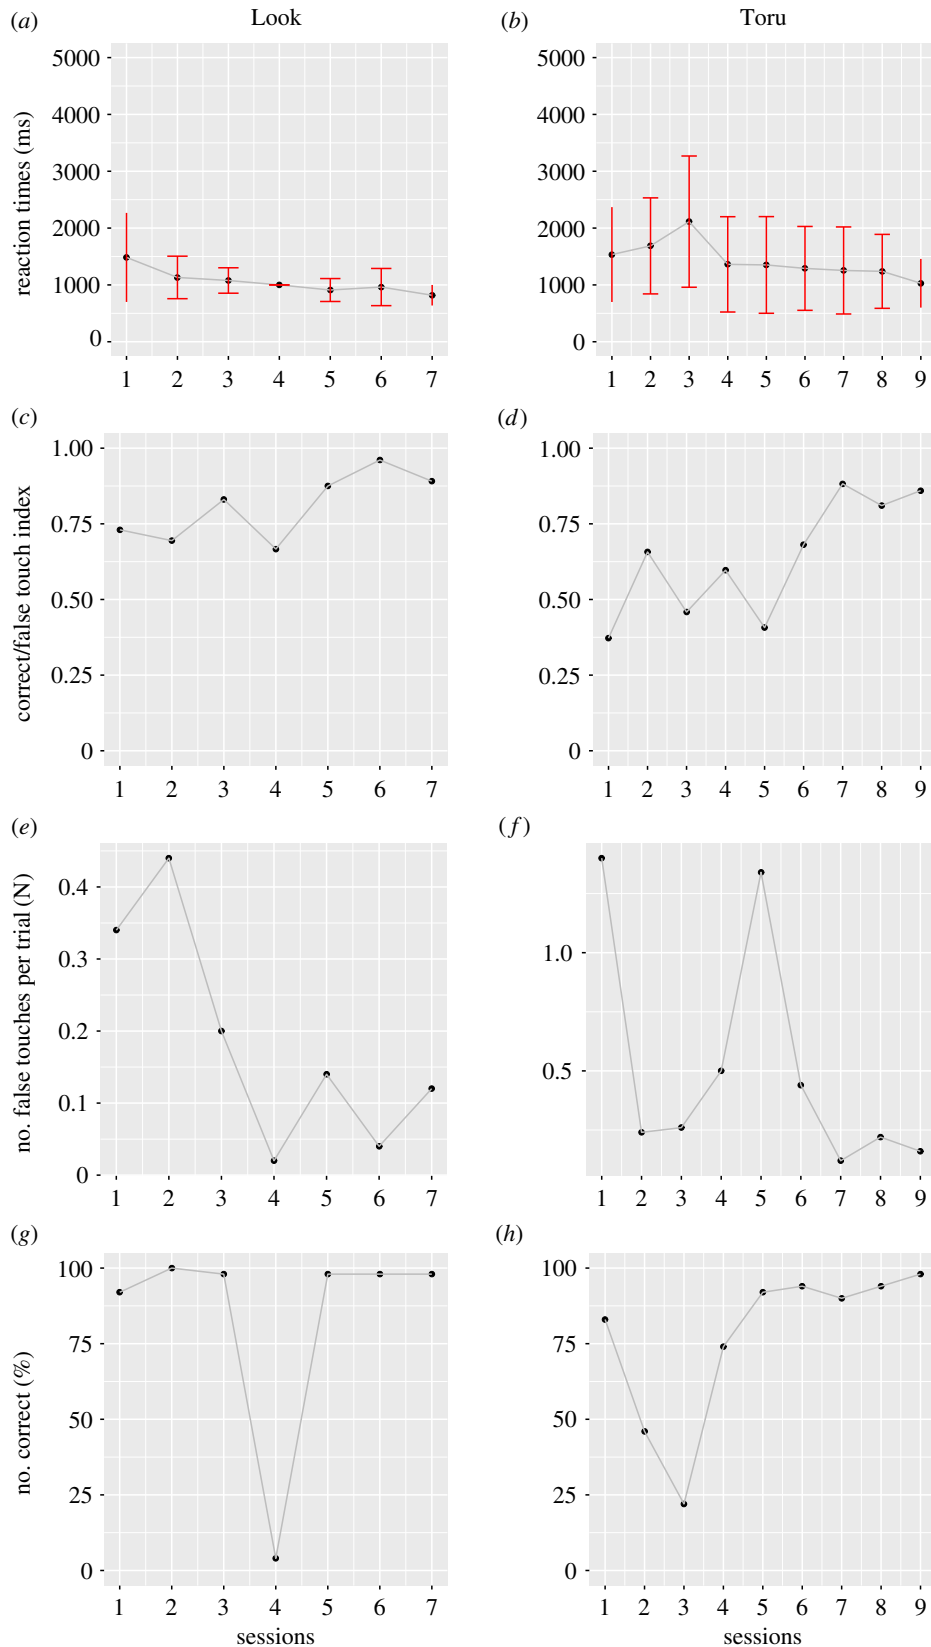 (a) Look (b) Toru
reaction times (ms)
5000 5000
4000 4000
3000 3000
2000 2000
1000 1000
0 0
1 2 3 4 5 6 7 1 2 3 4 5 6 7 8 9
(c) (d)
correct/false touch index
1.00 1.00
0.75 0.75
0.50 0.50
0.25 0.25
0 0
1 2 3 4 5 6 7 1 2 3 4 5 6 7 8 9
(e) (f)
no. false touches per trial (N)
0.4
0.3 1.0
0.2
0.1 0.5
0
1 2 3 4 5 6 7 1 2 3 4 5 6 7 8 9
(g) (h)
no. correct (%)
100 100
75 75
50 50
25 25
0 0
1 2 3 4 5 6 7 1 2 3 4 5 6 7 8 9
sessions sessions